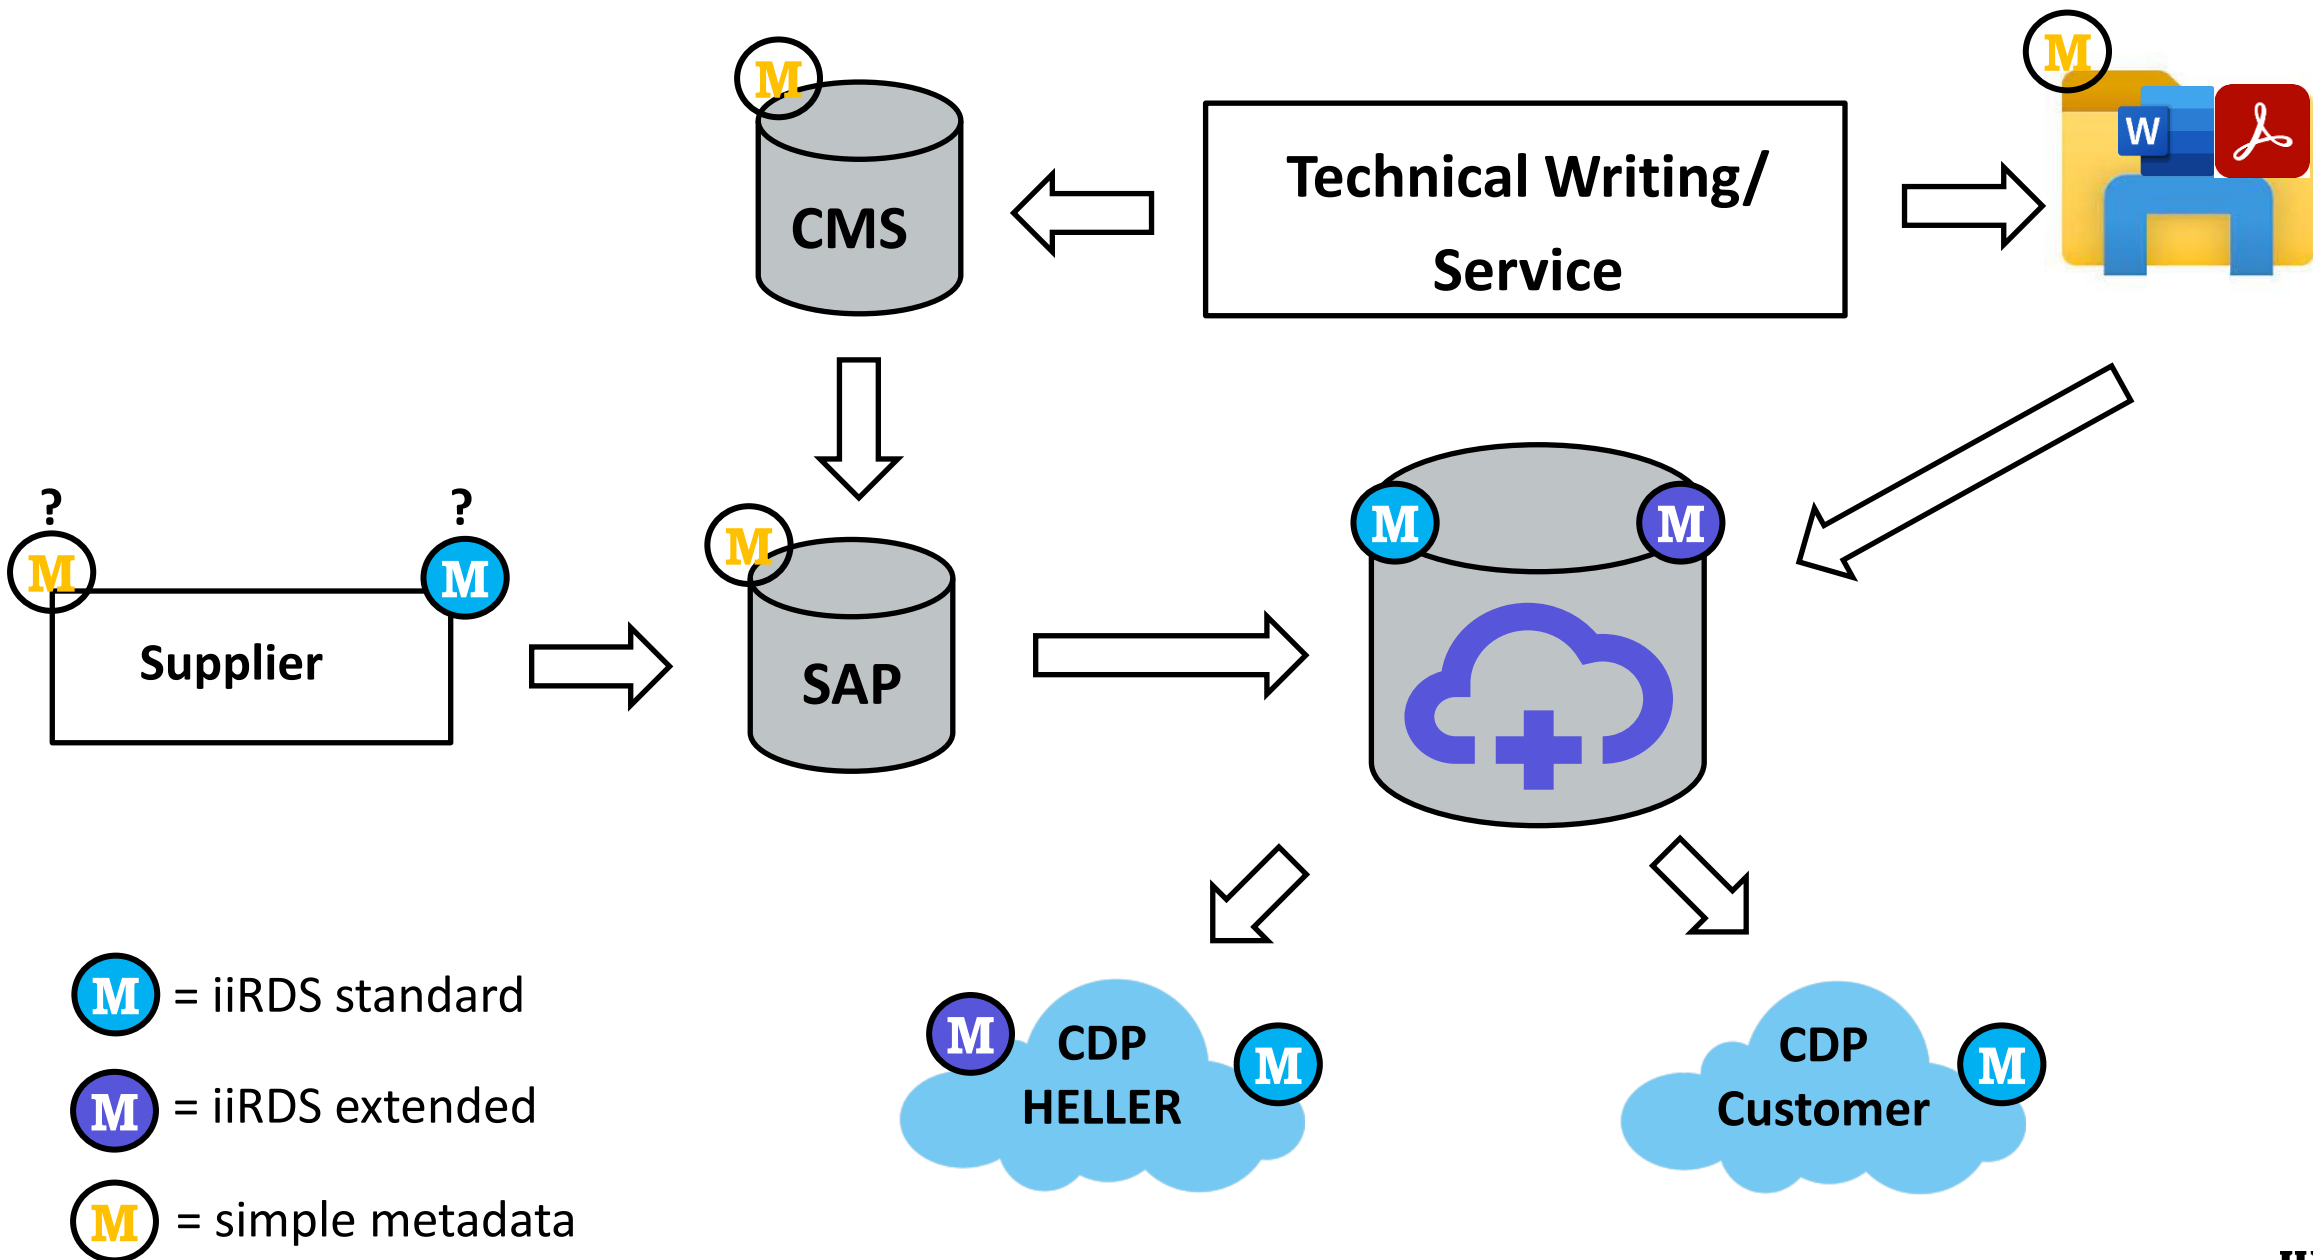 M
M
CMS
Technical Writing/
Service
W
?
?
M
M
Supplier
M
SAP
M
M
M = iiRDS standard
M = iiRDS extended
M = simple metadata
M
CDP
HELLER
M
CDP
Customer
M